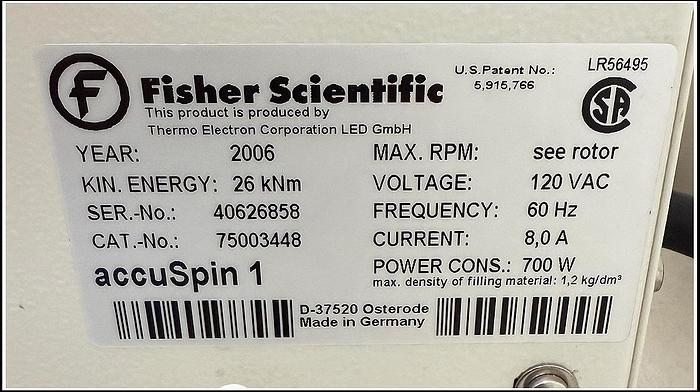 F Fisher Scientific
U.S.Patent No.:
5,915,766
LR56495
SA
This product is produced by
Thermo Electron Corporation LED GmbH
YEAR: 2006
MAX. RPM: see rotor
KIN. ENERGY: 26 kNm
VOLTAGE: 120 VAC
SER.-No.: 40626858
FREQUENCY: 60 Hz
CAT.-No.: 75003448
CURRENT: 8,0 A
accuSpin 1
POWER CONS.: 700 W
max. density of filling material: 1,2 kg/dm³
D-37520 Osterode
Made in Germany